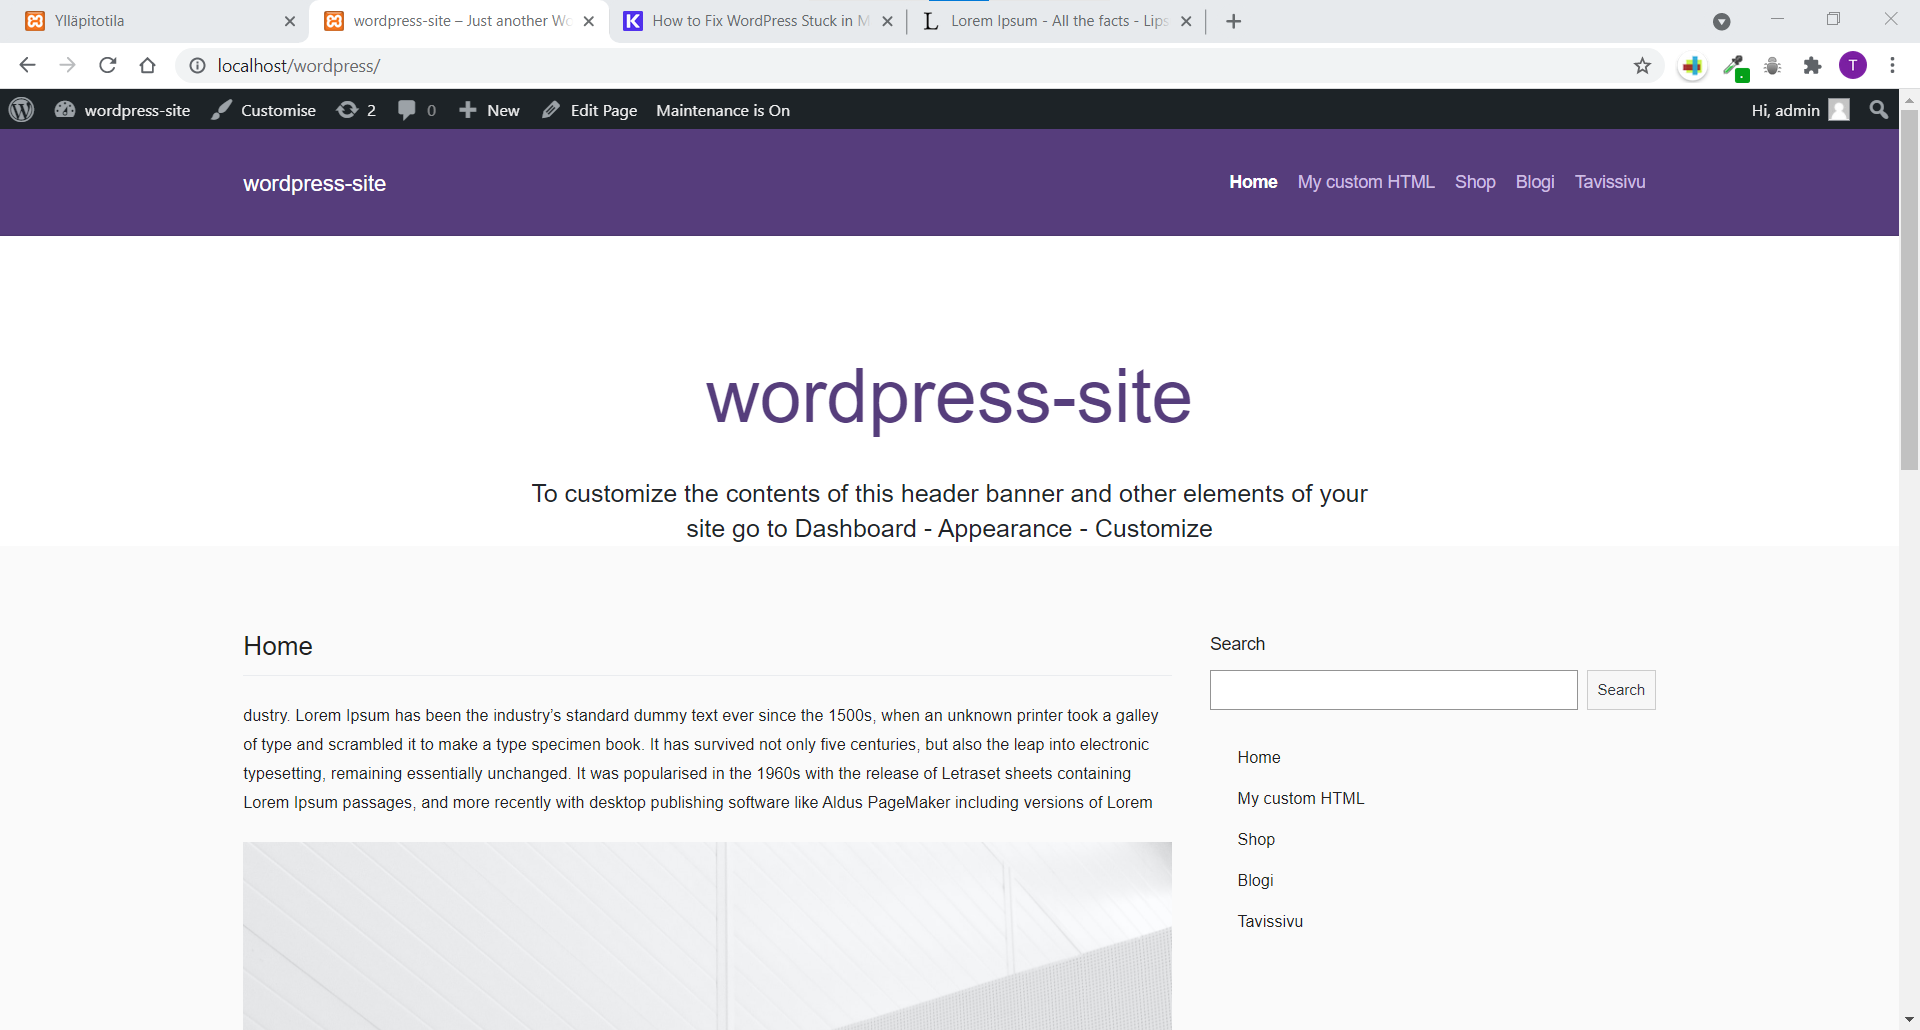 Ylläpitotila
wordpress-site – Just another Wo
How to Fix WordPress Stuck in M
Lorem Ipsum - All the facts - Lips
localhost/wordpress/
T
wordpress-site Customise 2 0 New Edit Page Maintenance is On Hi, admin
wordpress-site Home My custom HTML Shop Blogi Tavissivu
wordpress-site
To customize the contents of this header banner and other elements of your
site go to Dashboard - Appearance - Customize
Home
dustry. Lorem Ipsum has been the industry’s standard dummy text ever since the 1500s, when an unknown printer took a galley
of type and scrambled it to make a type specimen book. It has survived not only five centuries, but also the leap into electronic
typesetting, remaining essentially unchanged. It was popularised in the 1960s with the release of Letraset sheets containing
Lorem Ipsum passages, and more recently with desktop publishing software like Aldus PageMaker including versions of Lorem
Search
Search
Home
My custom HTML
Shop
Blogi
Tavissivu